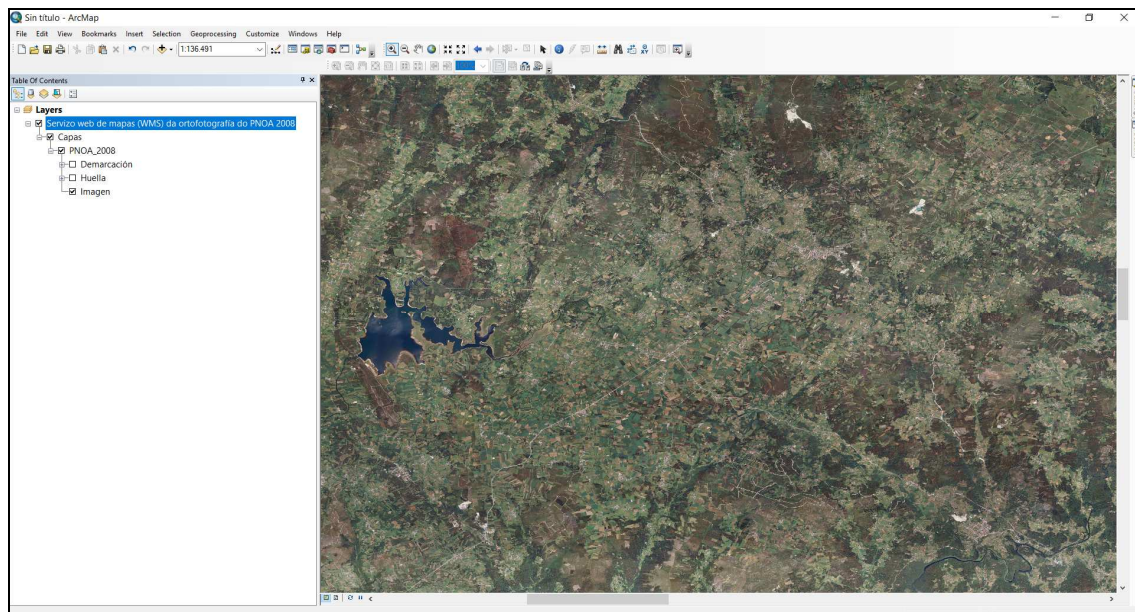 Sin título - ArcMap
File Edit View Bookmarks Insert Selection Geoprocessing Customize Windows Help
1:136.491
Table Of Contents
Layers
Servizo web de mapas (WMS) da ortofotografía do PNOA 2008
Capas
PNOA_2008
Demarcación
Huella
Imagen